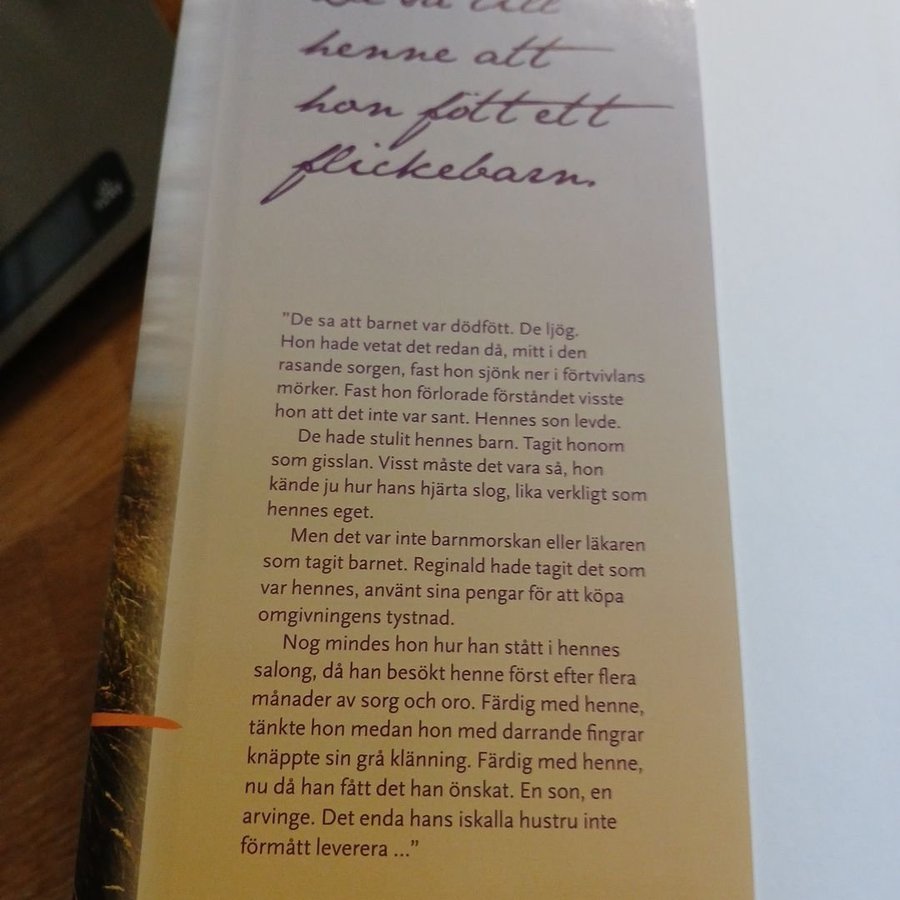 De sa till
henne att
hon fött ett
flickebarn.
”De sa att barnet var dödfött. De ljög.
Hon hade vetat det redan då, mitt i den
rasande sorgen, fast hon sjönk ner i förtvivlans
mörker. Fast hon förlorade förståndet visste
hon att det inte var sant. Hennes son levde.
De hade stulit hennes barn. Tagit honom
som gisslan. Visst måste det vara så, hon
kände ju hur hans hjärta slog, lika verkligt som
hennes eget.
Men det var inte barnmorskan eller läkaren
som tagit barnet. Reginald hade tagit det som
var hennes, använt sina pengar för att köpa
omgivningens tystnad.
Nog mindes hon hur han stått i hennes
salong, då han besökt henne först efter flera
månader av sorg och oro. Färdig med henne,
tänkte hon medan hon med darrande fingrar
knäppte sin grå klänning. Färdig med henne,
nu då han fått det han önskat. En son, en
arvinge. Det enda hans iskalla hustru inte
förmått leverera ...”